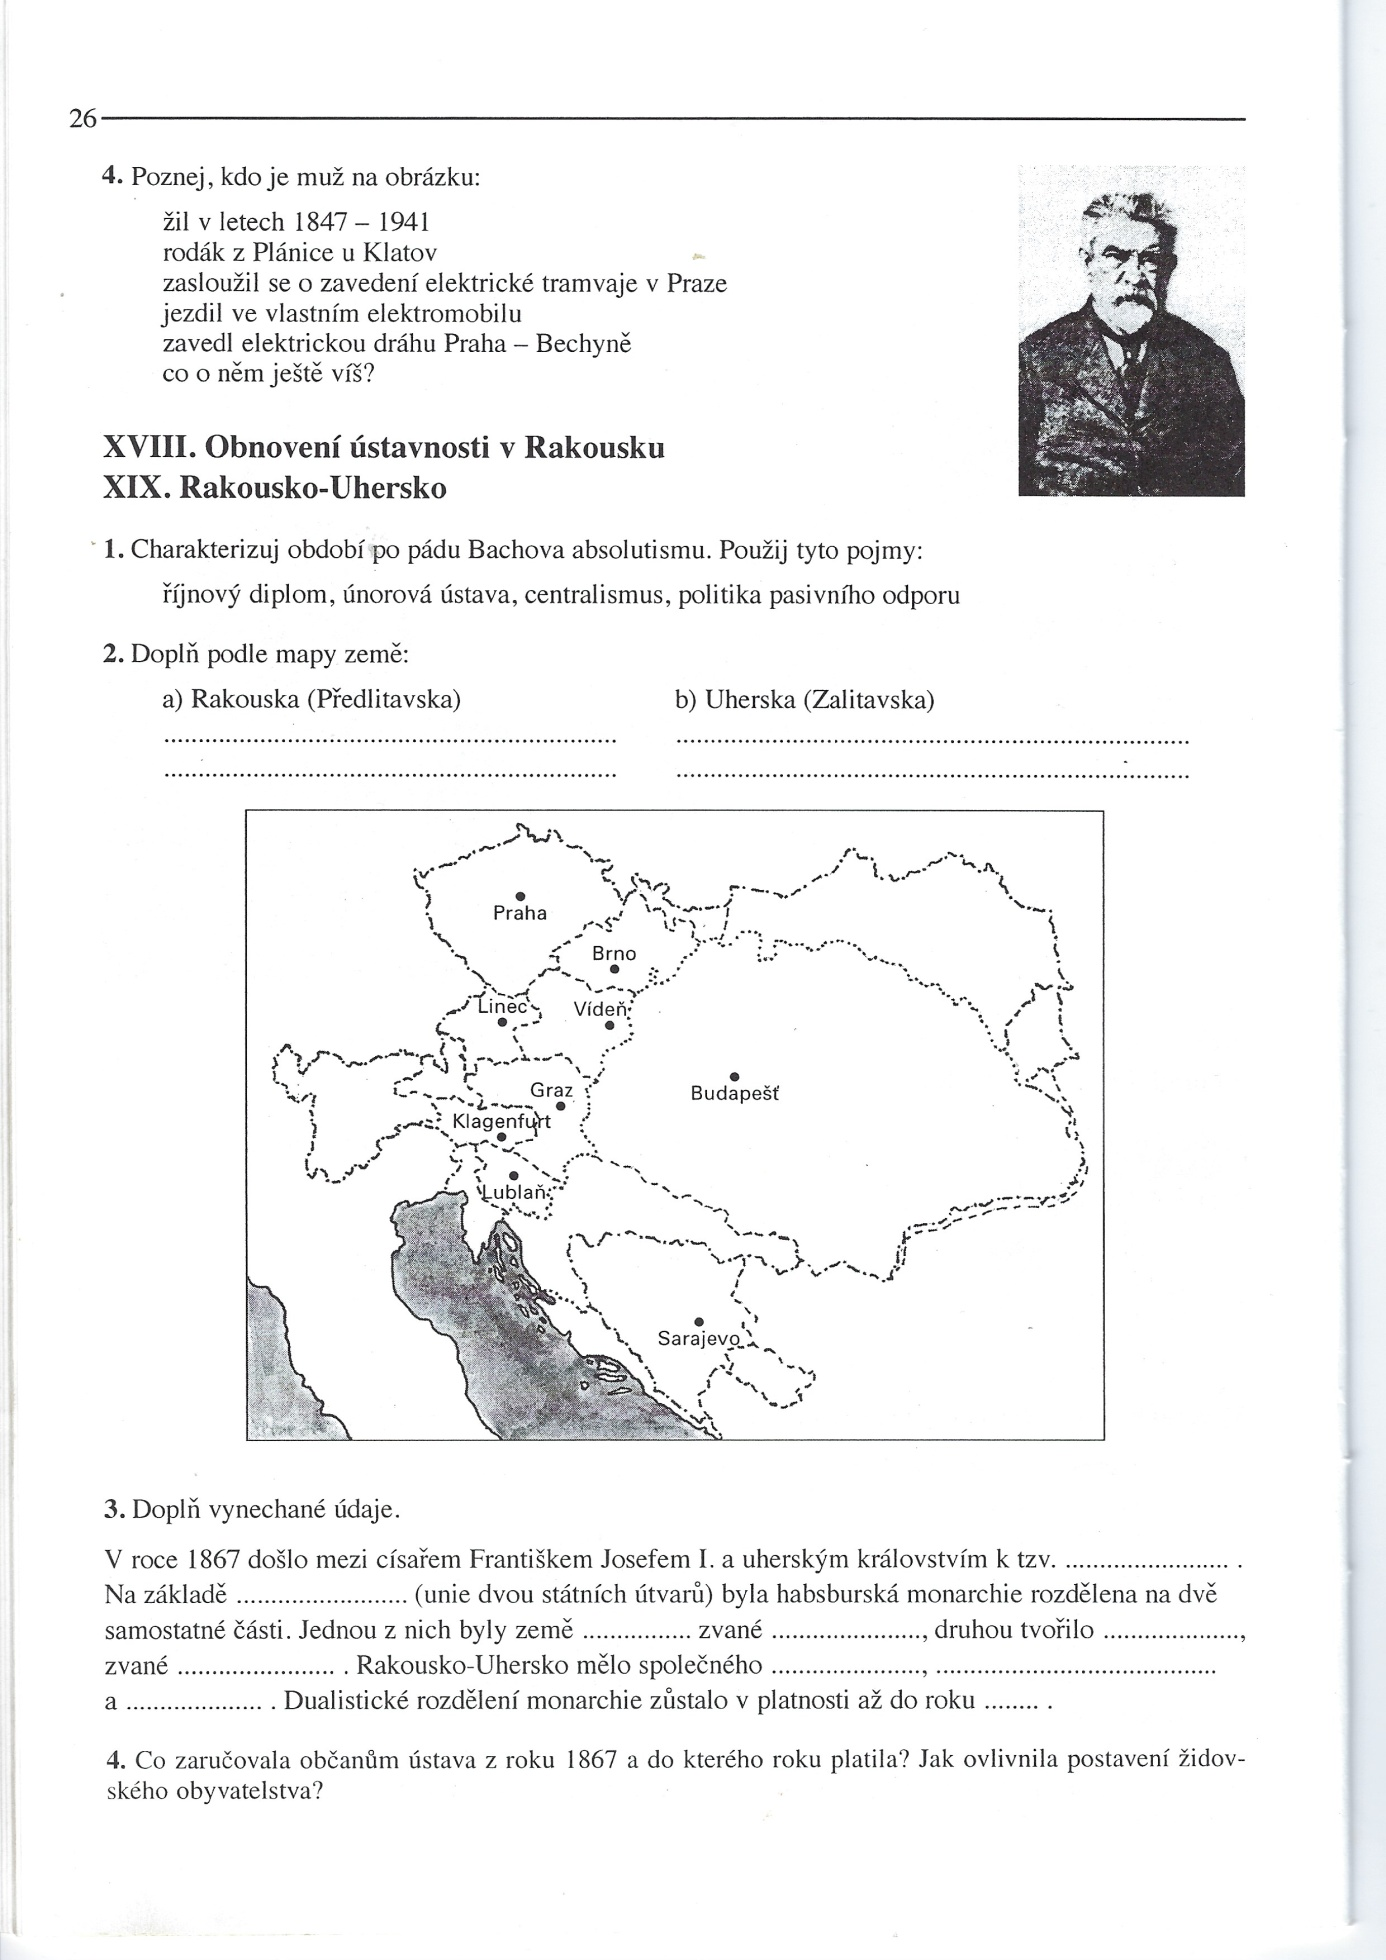 26
4. Poznej, kdo je muž na obrázku:
žil v letech 1847 – 1941
rodák z Plánice u Klatov
zasloužil se o zavedení elektrické tramvaje v Praze
jezdil ve vlastním elektromobilu
zavedl elektrickou dráhu Praha – Bechyně
co o něm ještě víš?
XVIII. Obnovení ústavnosti v Rakousku
XIX. Rakousko-Uhersko
1. Charakterizuj období po pádu Bachova absolutismu. Použij tyto pojmy:
říjnový diplom, únorová ústava, centralismus, politika pasivního odporu
2. Doplň podle mapy země:
a) Rakouska (Předlitavska) b) Uherska (Zalitavska)
Praha
Brno
Linec
Vídeň
Graz
Budapešť
Klagenfurt
Lublaň
Sarajevo
3. Doplň vynechané údaje.
V roce 1867 došlo mezi císařem Františkem Josefem I. a uherským královstvím k tzv. ........................ .
Na základě ......................... (unie dvou státních útvarů) byla habsburská monarchie rozdělena na dvě
samostatné části. Jednou z nich byly země ................ zvané ......................, druhou tvořilo ....................,
zvané ....................... . Rakousko-Uhersko mělo společného ......................, .........................................
a .................... . Dualistické rozdělení monarchie zůstalo v platnosti až do roku ........ .
4. Co zaručovala občanům ústava z roku 1867 a do kterého roku platila? Jak ovlivnila postavení židov-
ského obyvatelstva?